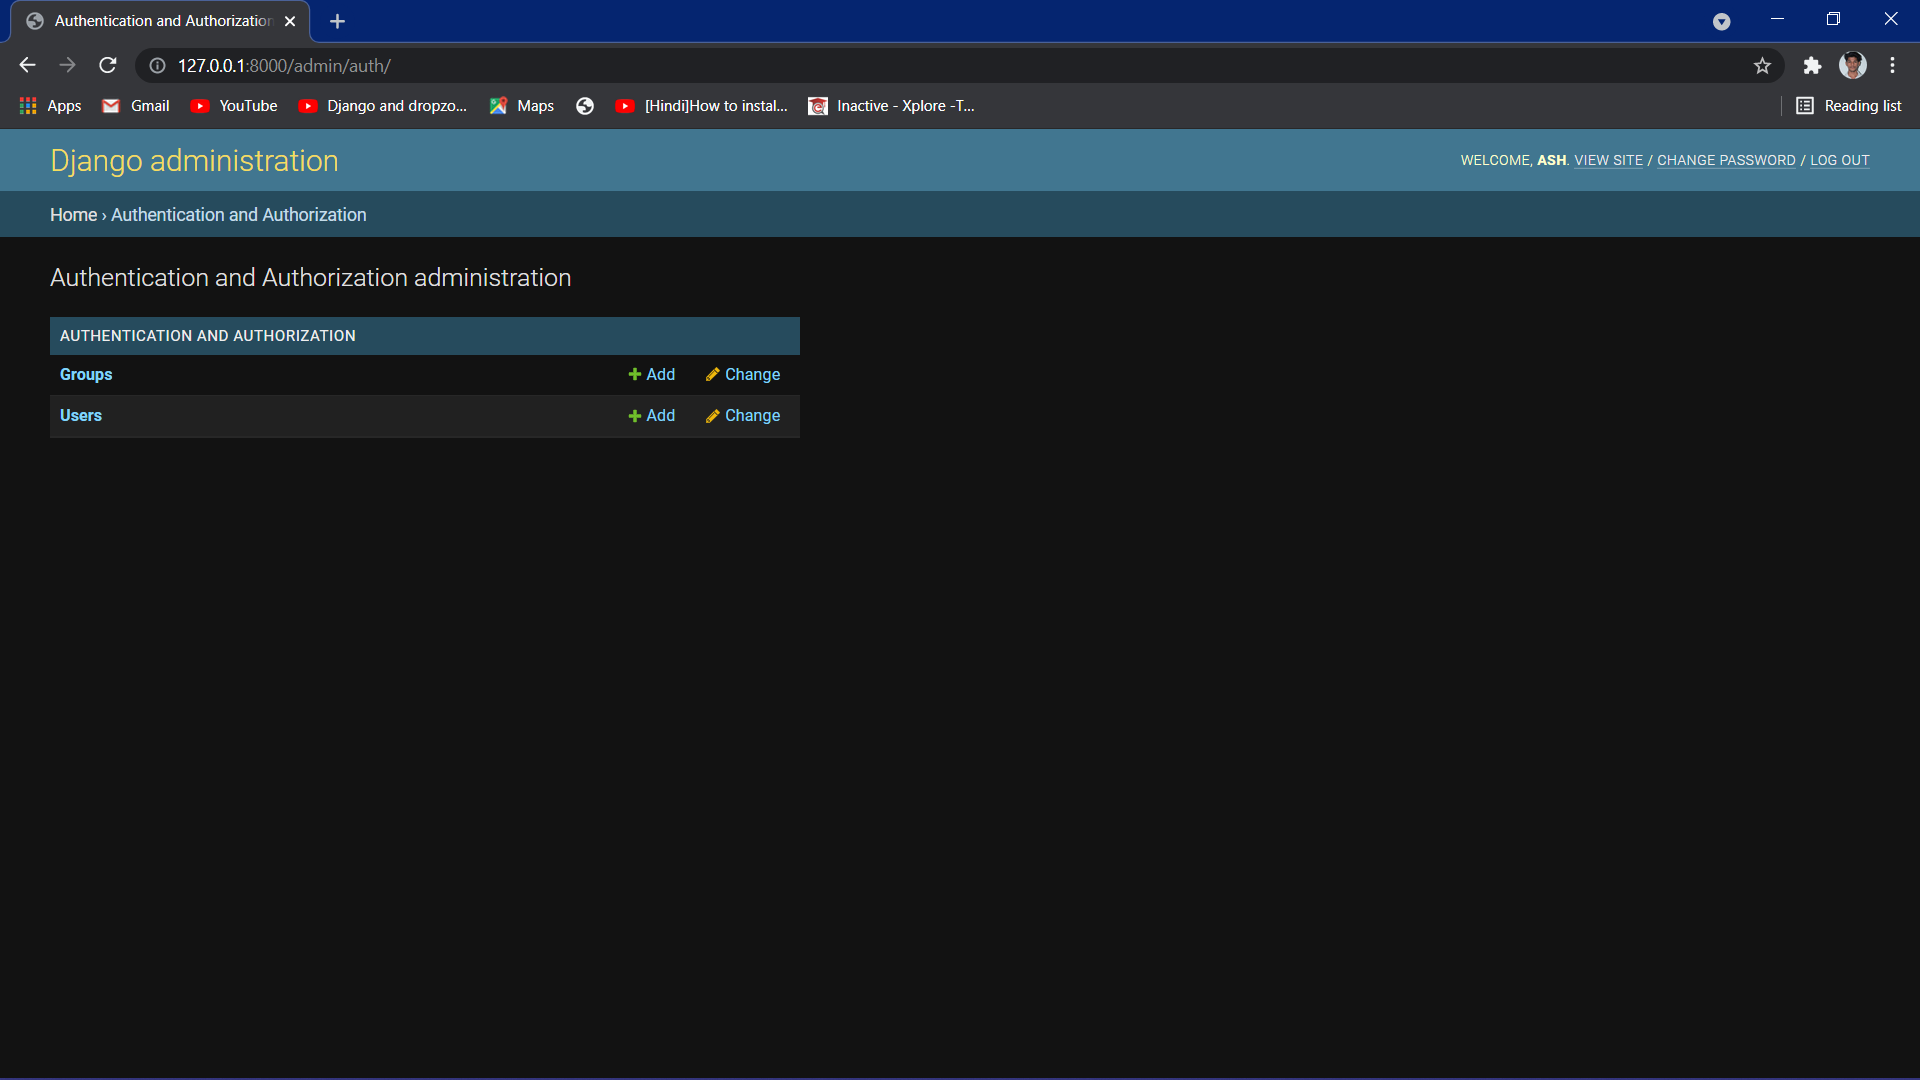 Authentication and Authorization
127.0.0.1:8000/admin/auth/
Apps Gmail YouTube Django and dropzo... Maps [Hindi]How to instal... Inactive - Xplore -T... Reading list
Django administration
WELCOME, ASH. VIEW SITE / CHANGE PASSWORD / LOG OUT
Home › Authentication and Authorization
Authentication and Authorization administration
AUTHENTICATION AND AUTHORIZATION
Groups Add Change
Users Add Change